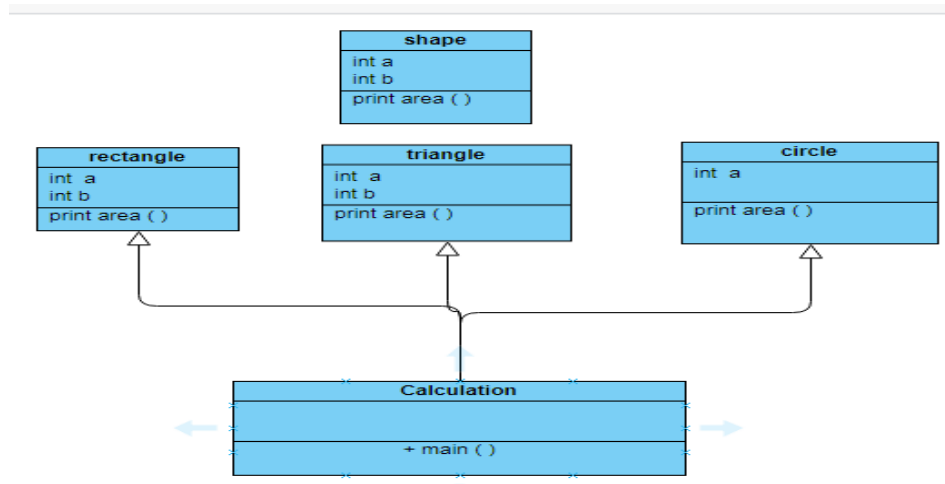 shape
int a
int b
print area ( )
rectangle
int a
int b
print area ( )
triangle
int a
int b
print area ( )
circle
int a
print area ( )
Calculation
+ main ( )